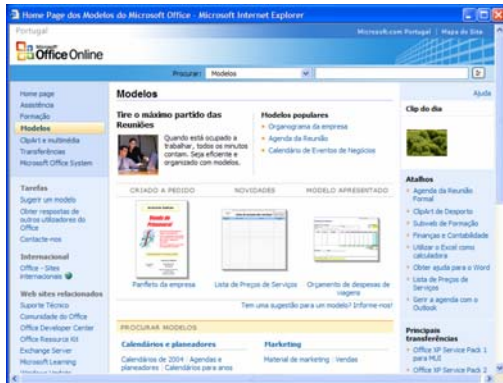 Home Page dos Modelos do Microsoft Office - Microsoft Internet Explorer
Portugal
Microsoft.com Portugal | Mapa do Site
Microsoft
Office Online
Procurar: Modelos
Home page
Assistência
Formação
Modelos
ClipArt e multimédia
Transferências
Microsoft Office System
Tarefas
Sugerir um modelo
Obter respostas de
outros utilizadores do
Office
Contacte-nos
Internacional
Office - Sites
internacionais
Web sites relacionados
Suporte Técnico
Comunidade do Office
Office Developer Center
Office Resource Kit
Exchange Server
Microsoft Learning
Windows Update
Modelos
Tire o máximo partido das
Reuniões
Quando está ocupado a
trabalhar, todos os minutos
contam. Seja eficiente e
organizado com modelos.
Modelos populares
Organograma da empresa
Agenda da Reunião
Calendário de Eventos de Negócios
CRIADO A PEDIDO
NOVIDADES
MODELO APRESENTADO
Panfleto da empresa
Lista de Preços de Serviços
Orçamento de despesas de
viagens
Tem uma sugestão para um modelo? Informe-nos!
PROCURAR MODELOS
Calendários e planeadores
Calendários de 2004 | Agendas e
planeadores | Calendários para anos
Marketing
Material de marketing | Vendas
Ajuda
Clip do dia
Atalhos
Agenda da Reunião
Formal
ClipArt de Desporto
Subweb de Formação
Finanças e Contabilidade
Utilizar o Excel como
calculadora
Obter ajuda para o Word
Lista de Preços de
Serviços
Gerir a agenda com o
Outlook
Principais
transferências
Office XP Service Pack 1
para MUI
Office XP Service Pack 2